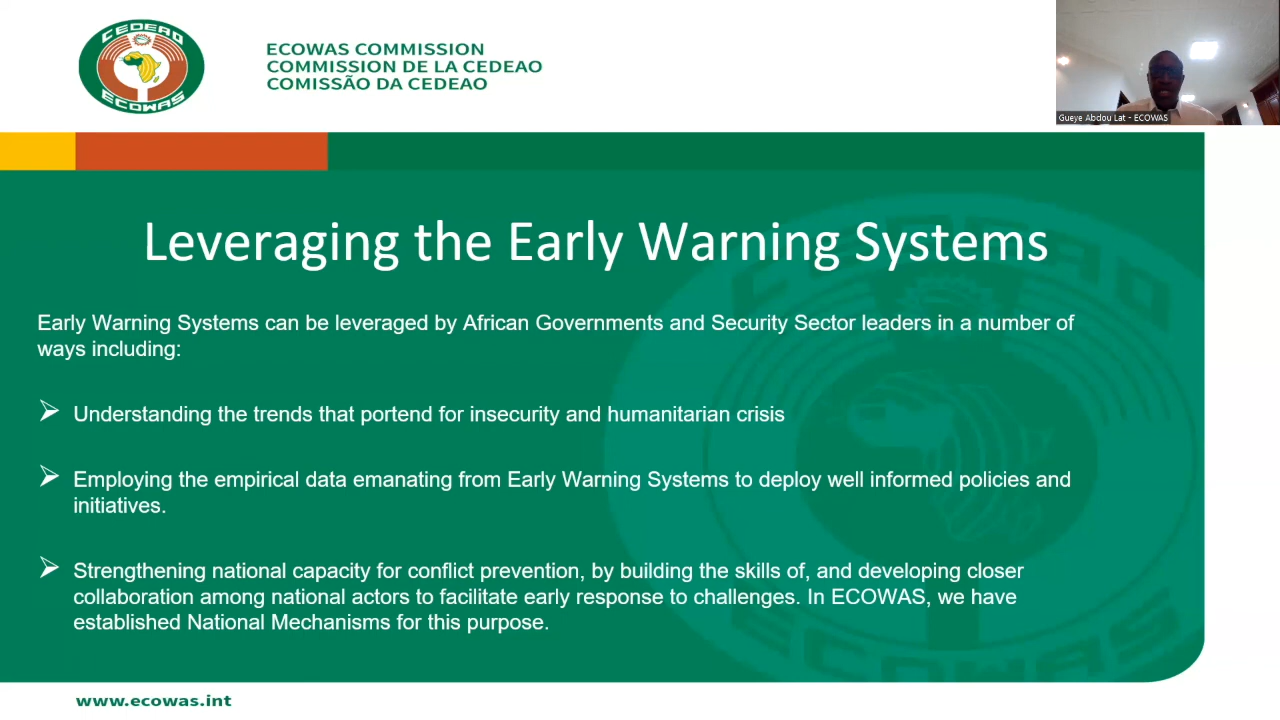 CEDEAO
ECOWAS
ECOWAS COMMISSION
COMMISSION DE LA CEDEAO
COMISSÃO DA CEDEAO
Gueye Abdou Lat - ECOWAS
Leveraging the Early Warning Systems
Early Warning Systems can be leveraged by African Governments and Security Sector leaders in a number of
ways including:
Understanding the trends that portend for insecurity and humanitarian crisis
Employing the empirical data emanating from Early Warning Systems to deploy well informed policies and
initiatives.
Strengthening national capacity for conflict prevention, by building the skills of, and developing closer
collaboration among national actors to facilitate early response to challenges. In ECOWAS, we have
established National Mechanisms for this purpose.
CEDEAO
ECOWAS
www.ecowas.int